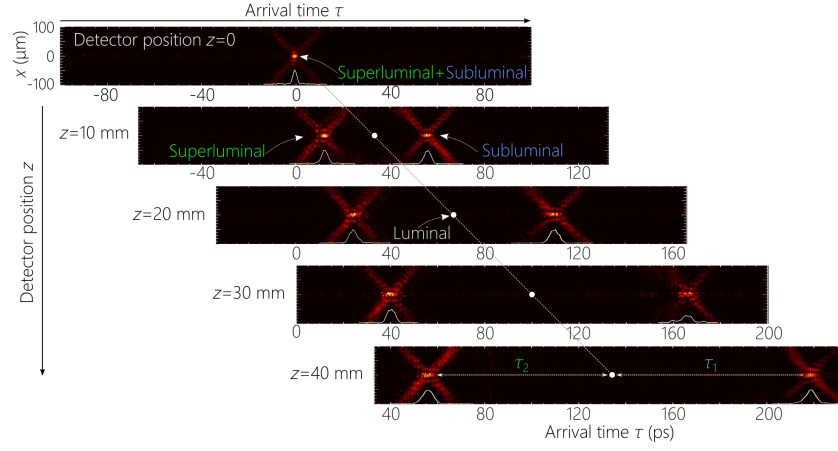 Arrival time τ
Detector position z=0
Superluminal+Subluminal
x (μm)
100
0
-100
-80
-40
0
40
80
Detector position z
z=10 mm
Superluminal
Subluminal
-40
0
40
80
120
z=20 mm
Luminal
0
40
80
120
160
z=30 mm
0
40
80
120
160
200
z=40 mm
τ2
τ1
40
80
120
160
200
Arrival time τ (ps)